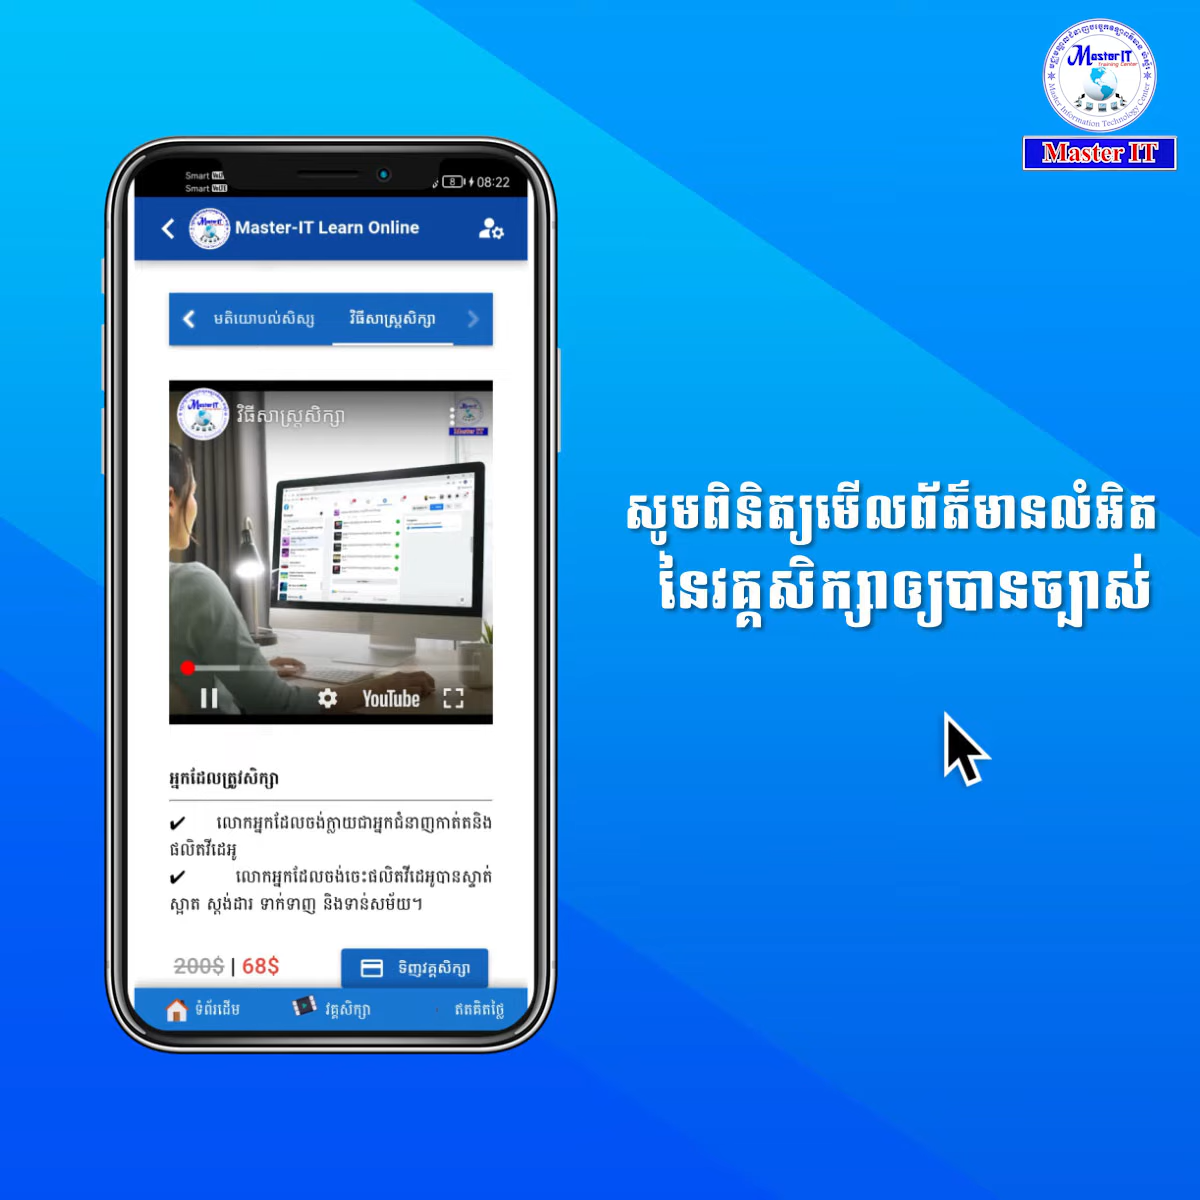 Master IT
Training Center
Master Information Technology Center
Master IT
Smart
Smart
8
08:22
Master-IT Learn Online
មតិយោបល់សិស្ស
វិធីសាស្ត្រសិក្សា
វិធីសាស្ត្រសិក្សា
YouTube
សូមពិនិត្យមើលព័ត៌មានលំអិត
នៃវគ្គសិក្សាឲ្យបានច្បាស់
អ្នកដែលត្រូវសិក្សា
✔ លោកអ្នកដែលចង់ក្លាយជាអ្នកជំនាញកាត់តនិង
ផលិតវីដេអូ
✔ លោកអ្នកដែលចង់ចេះផលិតវីដេអូបានស្អាត់
ស្អាត ស្តង់ដារ ទាក់ទាញ និងទាន់សម័យ។
200$ | 68$
ទិញវគ្គសិក្សា
ទំព័រដើម
វគ្គសិក្សា
ឥតគិតថ្លៃ